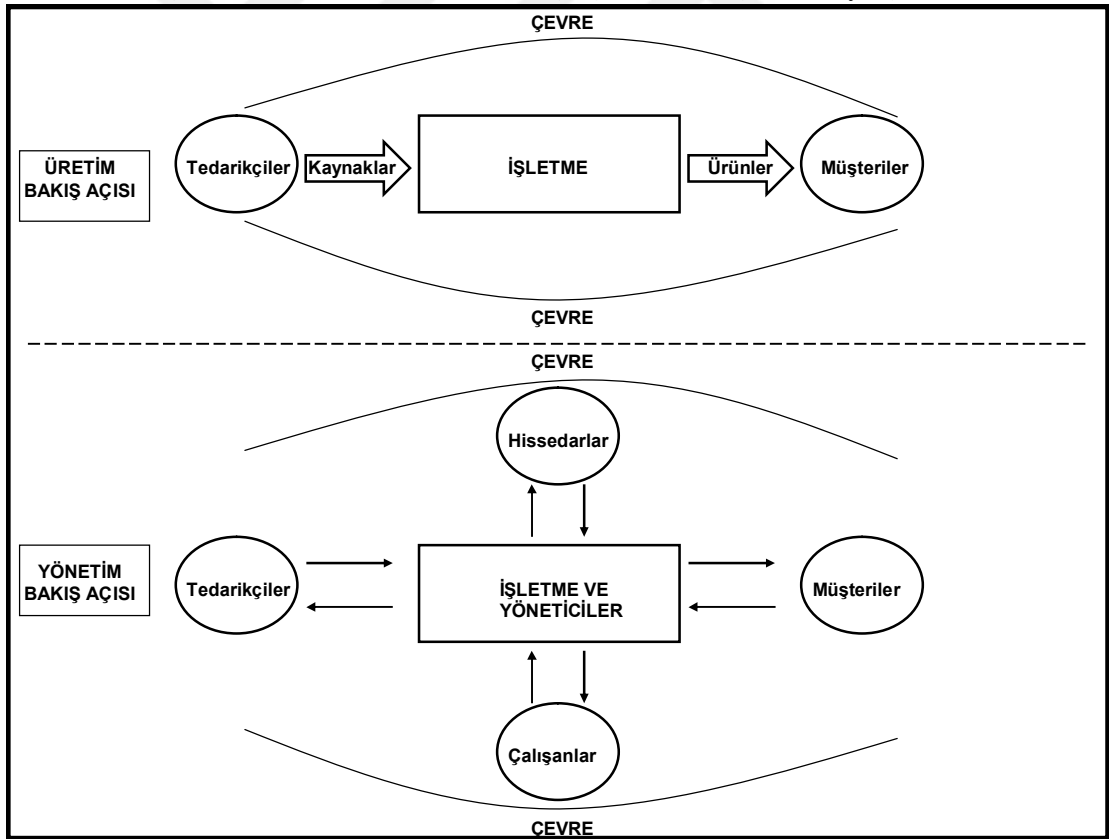 ÇEVRE
ÜRETİM
BAKIŞ AÇISI
Tedarikçiler
Kaynaklar
İŞLETME
Ürünler
Müşteriler
ÇEVRE
ÇEVRE
Hissedarlar
YÖNETİM
BAKIŞ AÇISI
Tedarikçiler
İŞLETME VE
YÖNETİCİLER
Müşteriler
Çalışanlar
ÇEVRE